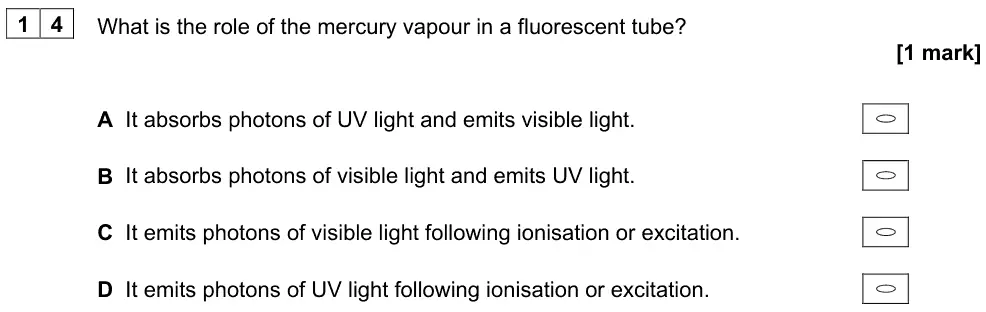 1 4 What is the role of the mercury vapour in a fluorescent tube?
[1 mark]
A It absorbs photons of UV light and emits visible light.
B It absorbs photons of visible light and emits UV light.
C It emits photons of visible light following ionisation or excitation.
D It emits photons of UV light following ionisation or excitation.